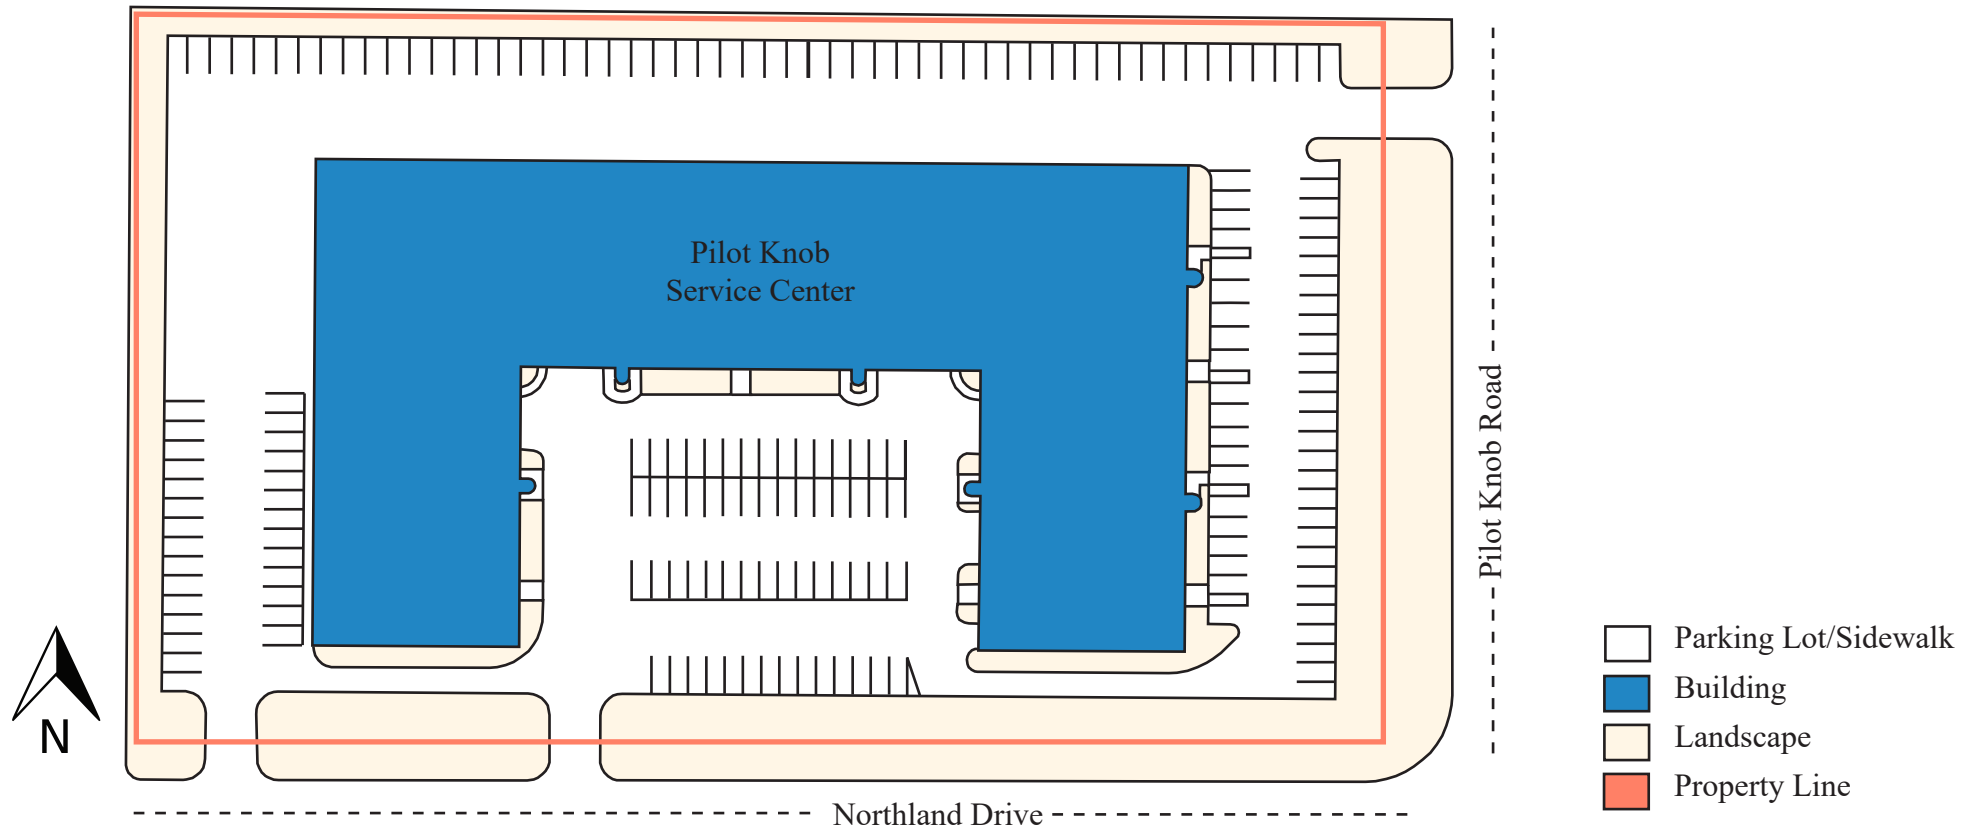 Pilot Knob
Service Center
Pilot Knob Road
N
Northland Drive
Parking Lot/Sidewalk
Building
Landscape
Property Line